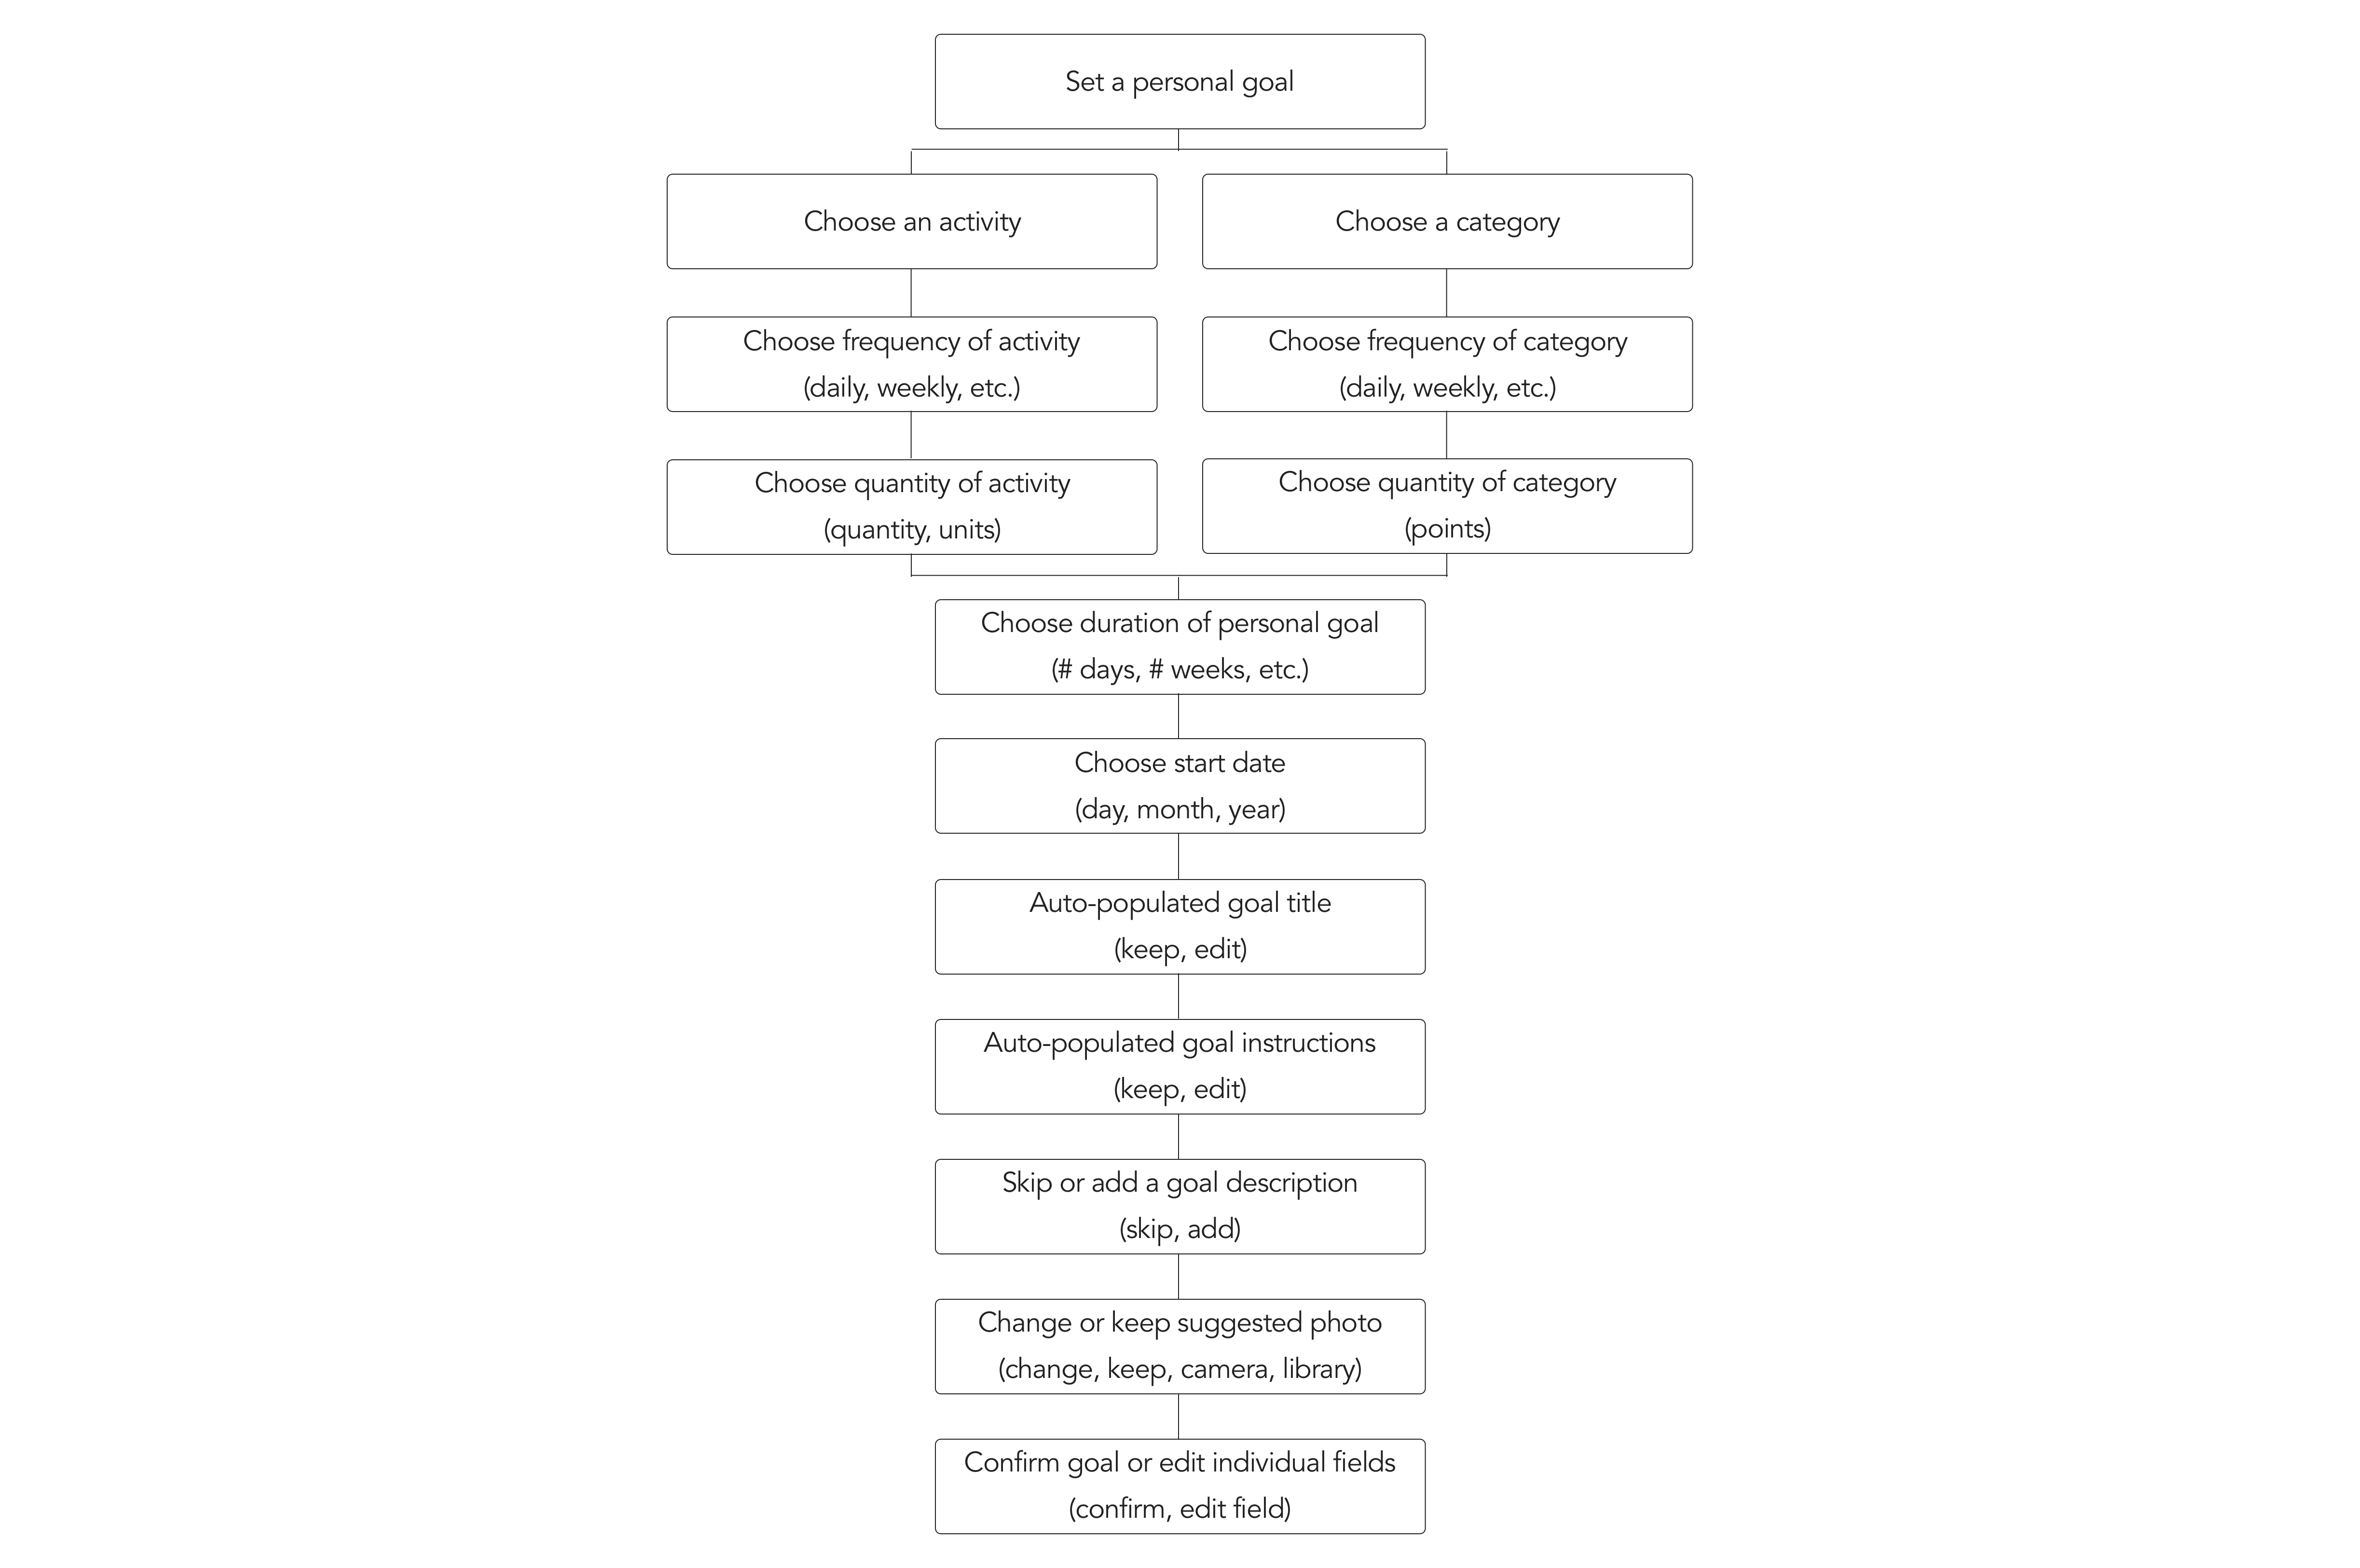 Set a personal goal
Choose an activity
Choose a category
Choose frequency of activity
(daily, weekly, etc.)
Choose frequency of category
(daily, weekly, etc.)
Choose quantity of activity
(quantity, units)
Choose quantity of category
(points)
Choose duration of personal goal
(# days, # weeks, etc.)
Choose start date
(day, month, year)
Auto-populated goal title
(keep, edit)
Auto-populated goal instructions
(keep, edit)
Skip or add a goal description
(skip, add)
Change or keep suggested photo
(change, keep, camera, library)
Confirm goal or edit individual fields
(confirm, edit field)